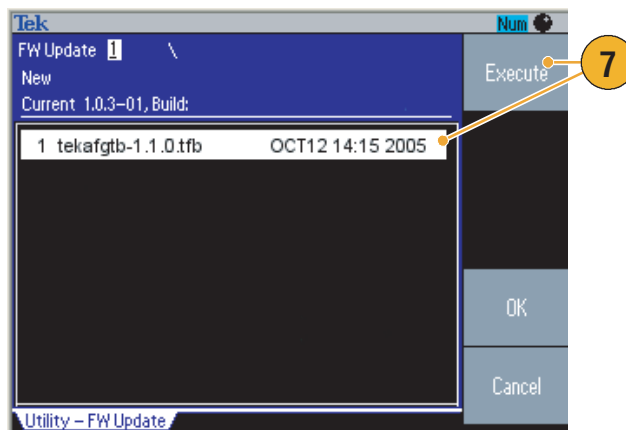 Tek
Num
FW Update 1 \
New
Current 1.0.3–01, Build:
Execute
7
1 tekafgtb-1.1.0.tfb OCT12 14:15 2005
OK
Cancel
Utility – FW Update